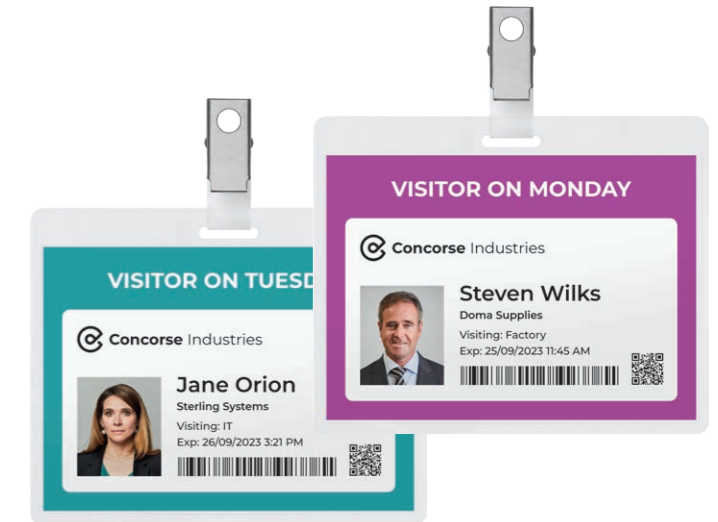 VISITOR ON MONDAY
Concorse Industries
Steven Wilks
Doma Supplies
Visiting: Factory
Exp: 25/09/2023 11:45 AM
VISITOR ON TUESD
Concorse Industries
Jane Orion
Sterling Systems
Visiting: IT
Exp: 26/09/2023 3:21 PM